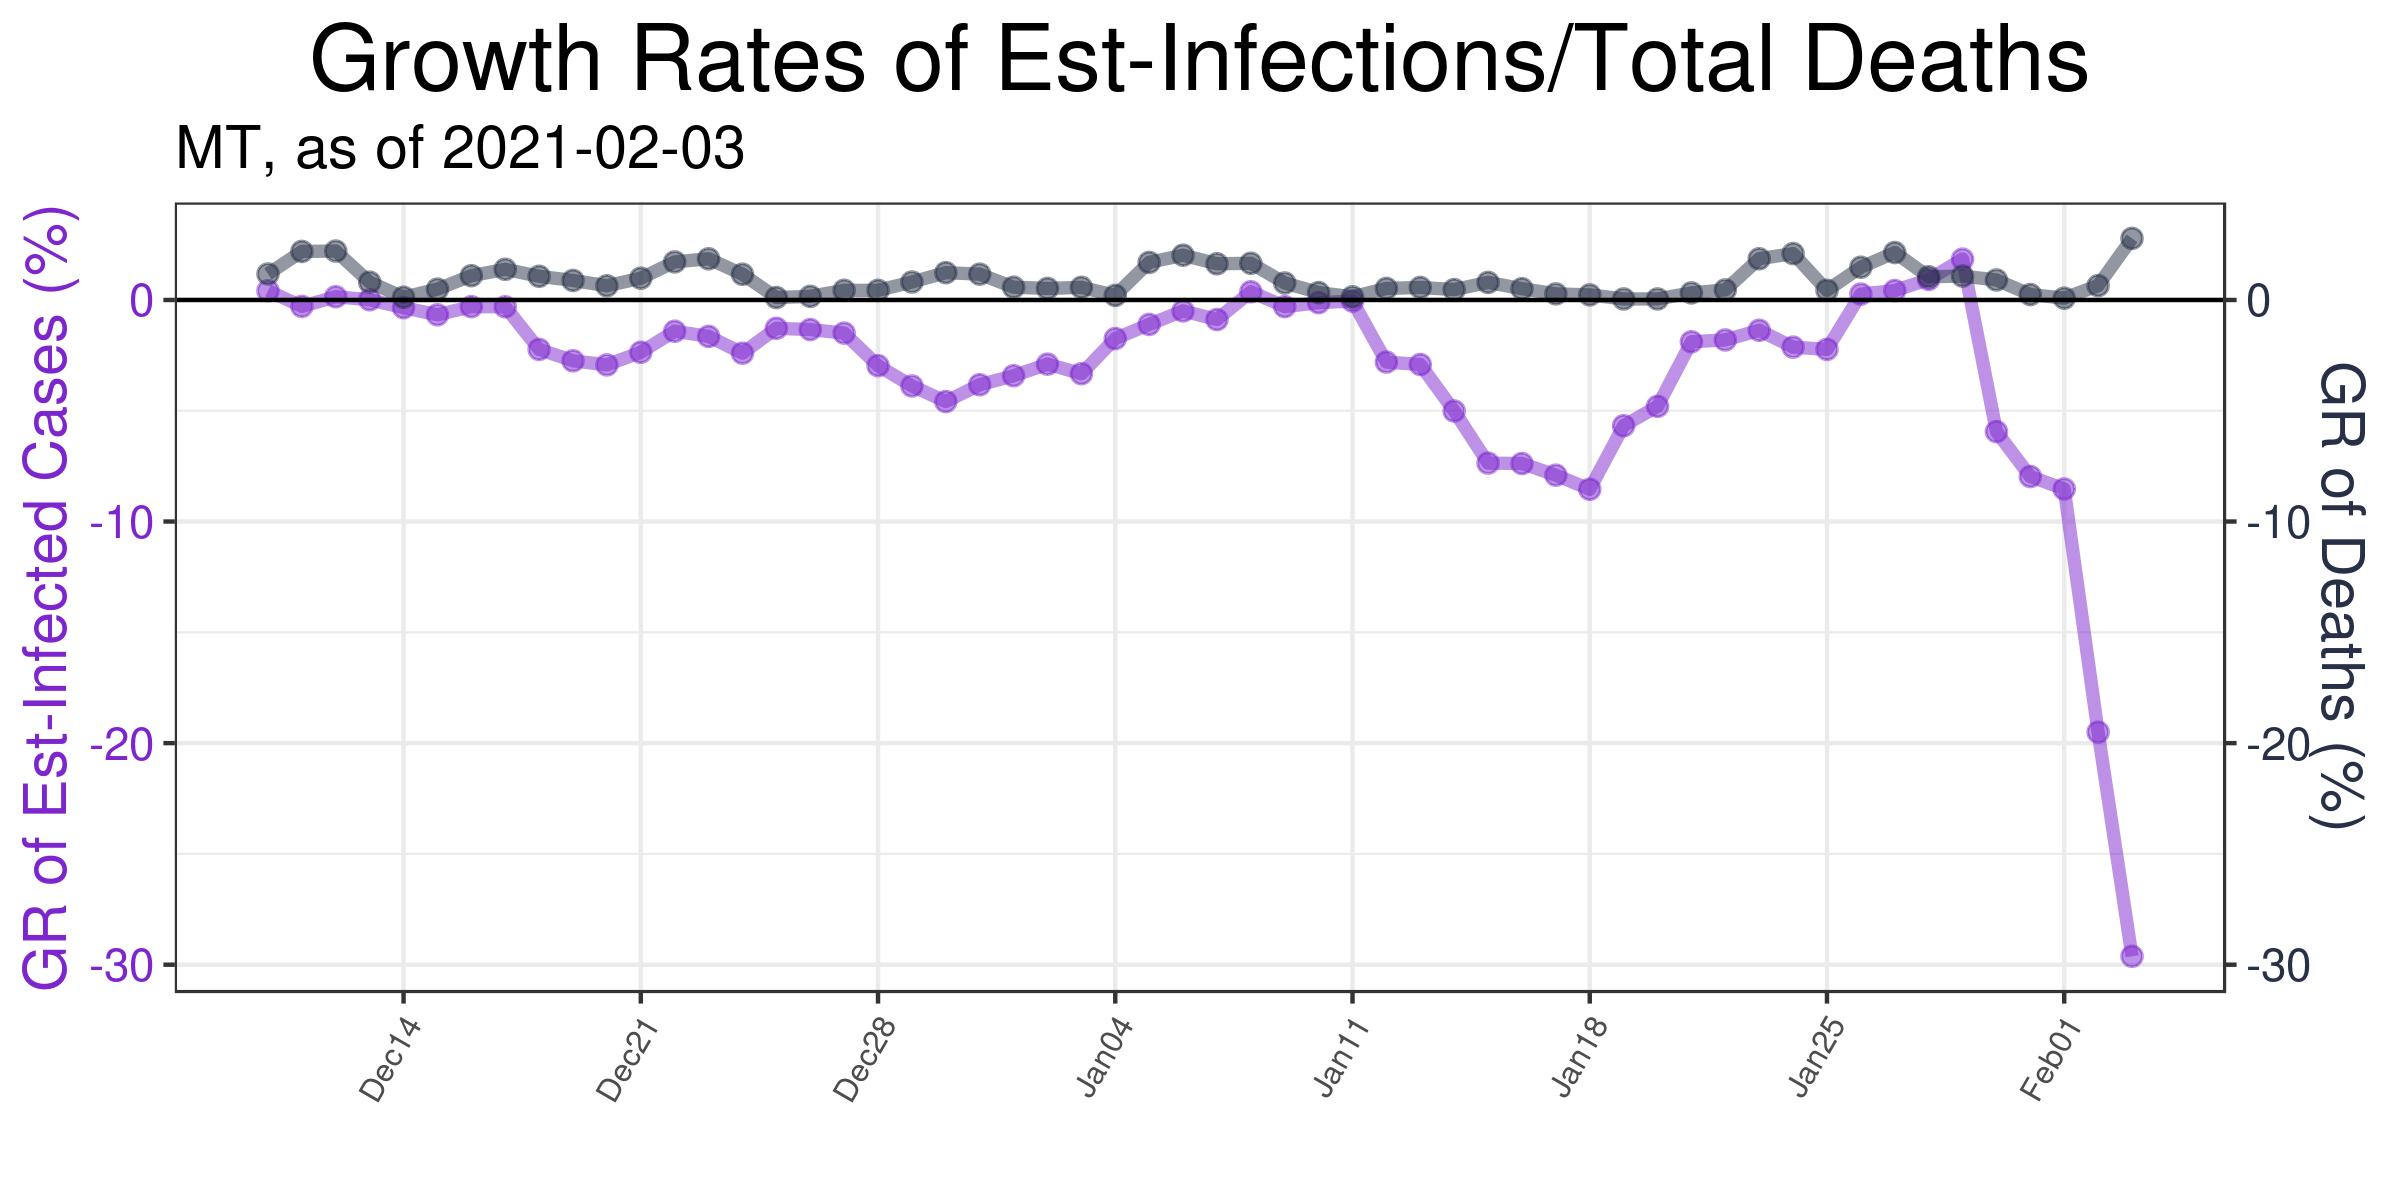 Growth Rates of Est-Infections/Total Deaths
MT, as of 2021-02-03
GR of Est-Infected Cases (%)
0
-10
-20
-30
0
-10
-20
-30
GR of Deaths (%)
Dec14
Dec21
Dec28
Jan04
Jan11
Jan18
Jan25
Feb01